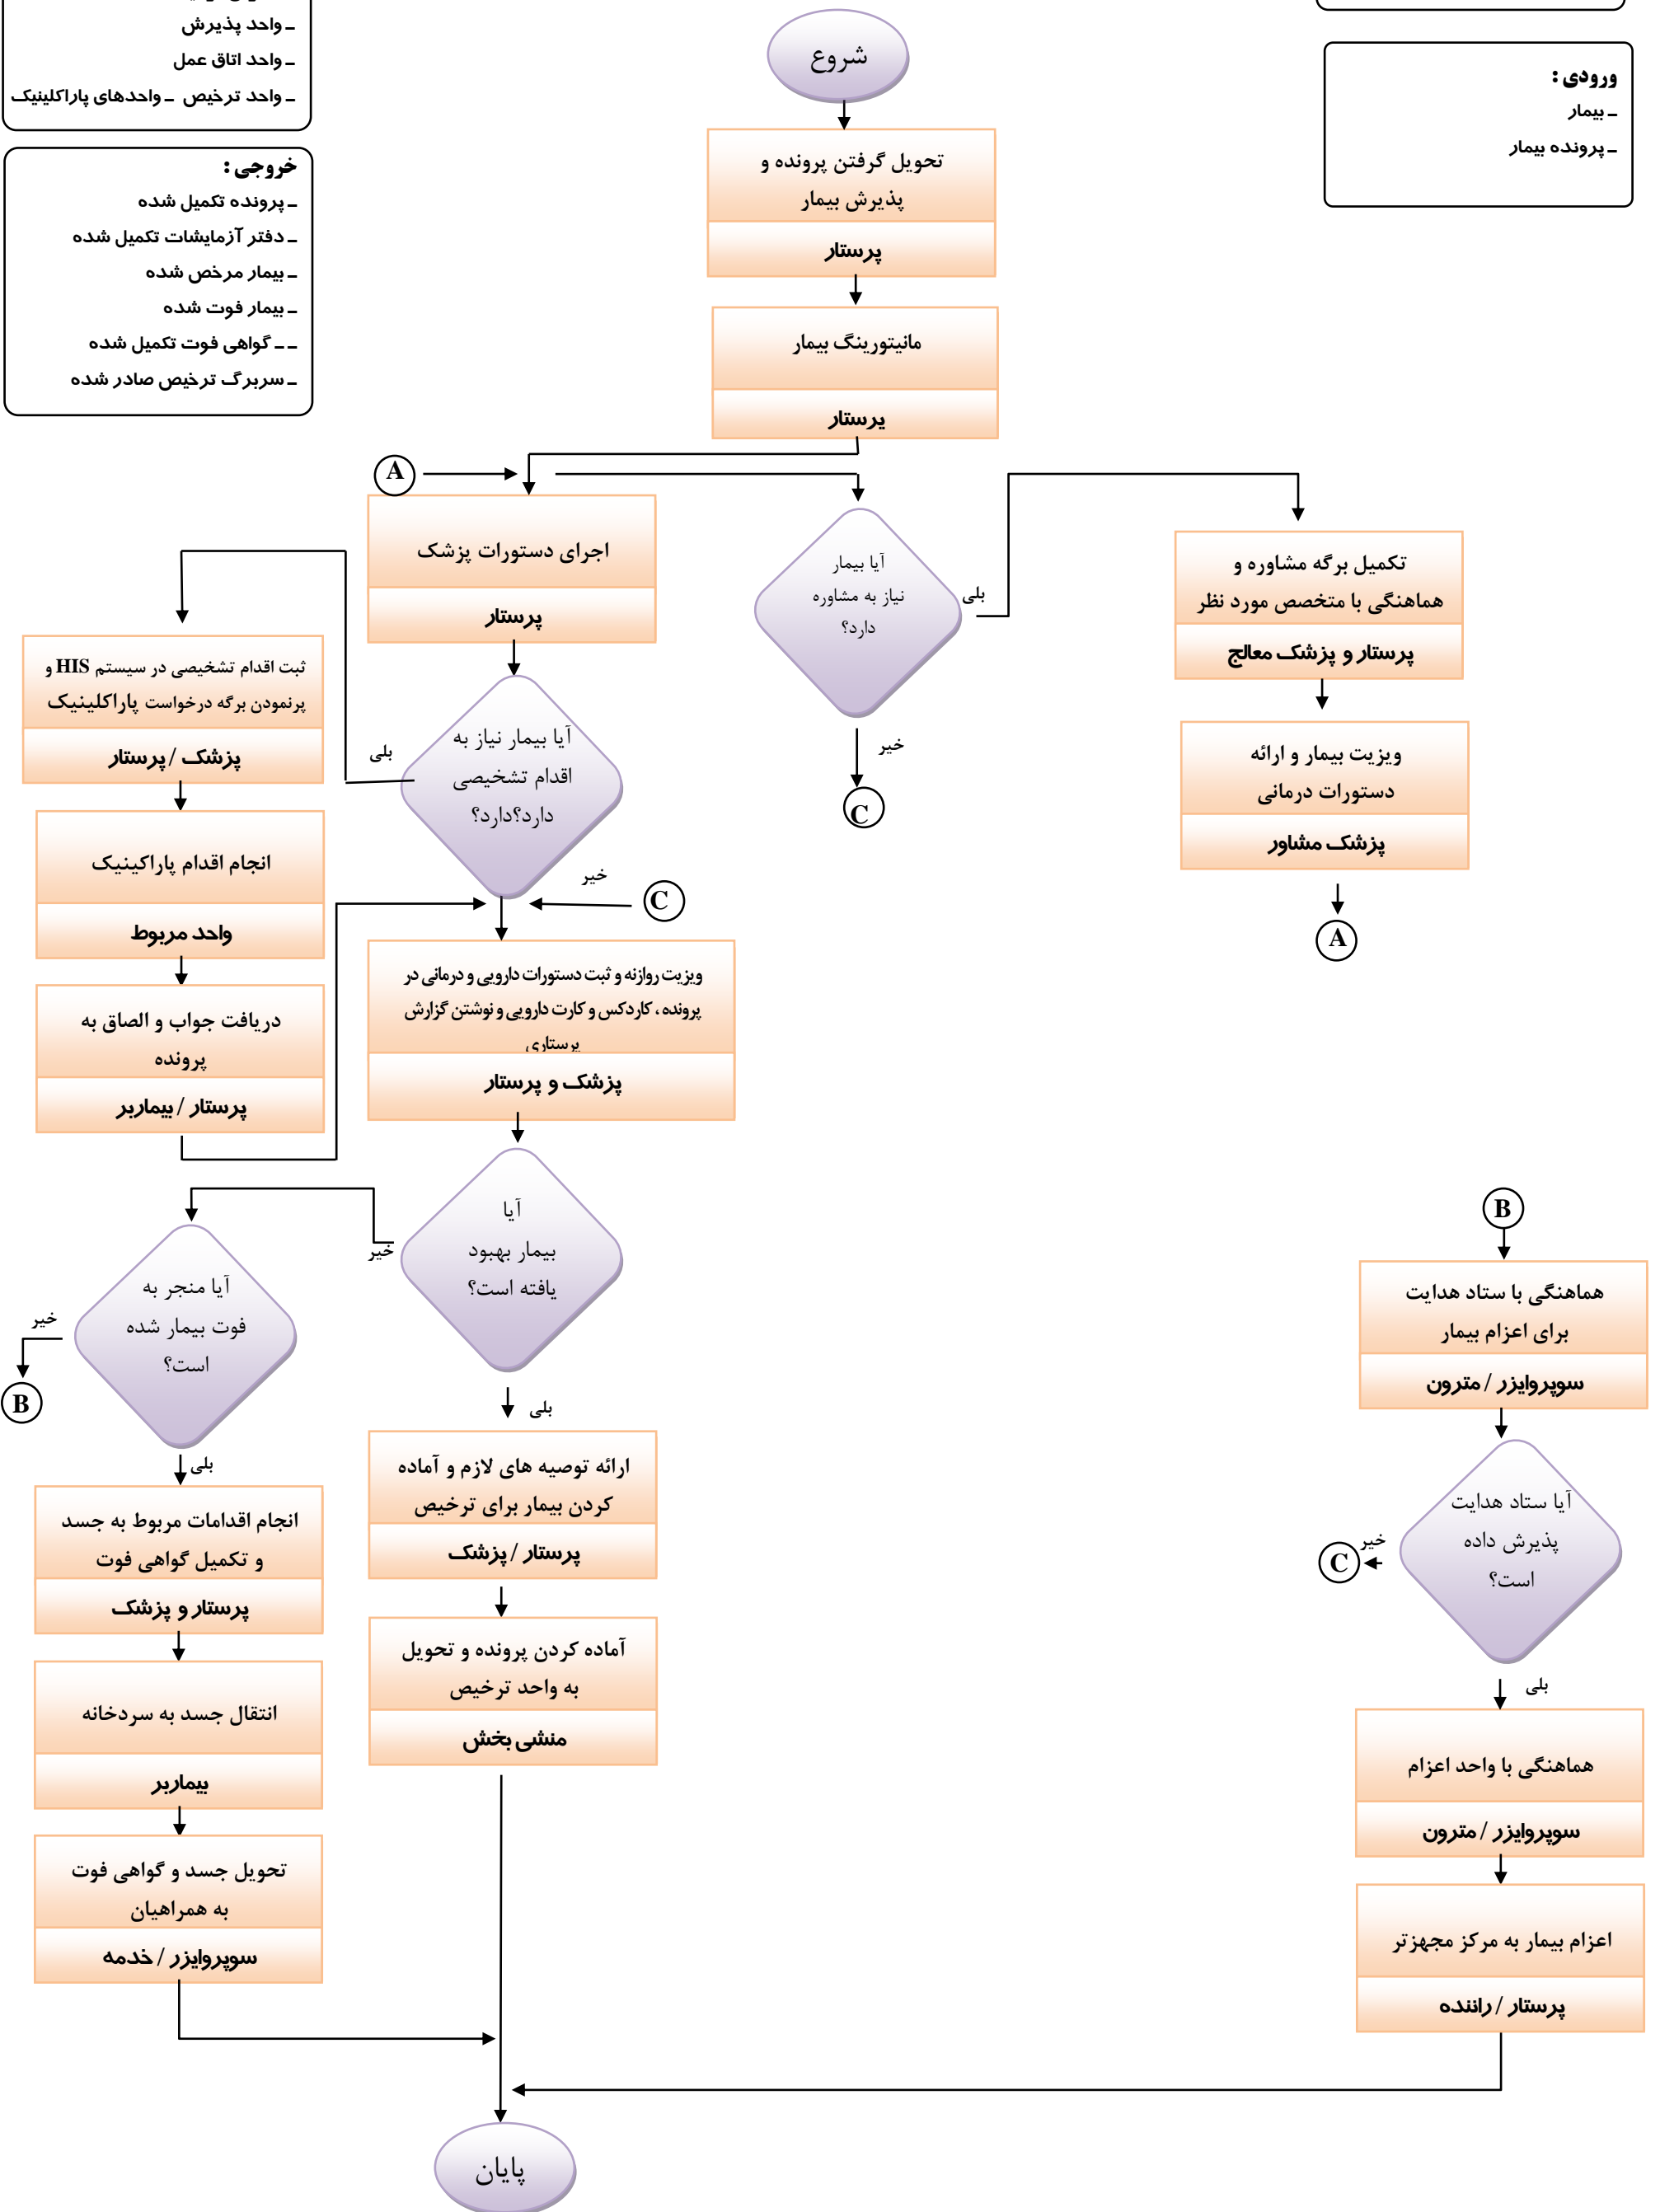 ـ واحد پذیرش
ـ واحد اتاق عمل
ـ واحد ترخیص ـ واحدهای پاراکلینیک
خروجی :
ـ پرونده تکمیل شده
ـ دفتر آزمایشات تکمیل شده
ـ بیمار مرخص شده
ـ بیمار فوت شده
ـ ـ گواهی فوت تکمیل شده
ـ سربرگ ترخیص صادر شده
ورودی :
ـ بیمار
ـ پرونده بیمار
شروع
تحویل گرفتن پرونده و
پذیرش بیمار
پرستار
مانیتورینگ بیمار
پرستار
A
اجرای دستورات پزشک
پرستار
آیا بیمار
نیاز به مشاوره
دارد؟
بلی
خیر
C
تکمیل برگه مشاوره و
هماهنگی با متخصص مورد نظر
پرستار و پزشک معالج
ویزیت بیمار و ارائه
دستورات درمانی
پزشک مشاور
A
آیا بیمار نیاز به
اقدام تشخیصی
دارد؟دارد؟
بلی
خیر
C
ثبت اقدام تشخیصی در سیستم HIS و
پرنمودن برگه درخواست پاراکلینیک
پزشک / پرستار
انجام اقدام پاراکینیک
واحد مربوط
دریافت جواب و الصاق به
پرونده
پرستار / بیماربر
ویزیت روازنه و ثبت دستورات دارویی و درمانی در
پرونده ، کاردکس و کارت دارویی و نوشتن گزارش
پرستاری
پزشک و پرستار
آیا
بیمار بهبود
یافته است؟
خیر
بلی
آیا منجر به
فوت بیمار شده
است؟
خیر
B
بلی
انجام اقدامات مربوط به جسد
و تکمیل گواهی فوت
پرستار و پزشک
انتقال جسد به سردخانه
بیماربر
تحویل جسد و گواهی فوت
به همراهیان
سوپروایزر / خدمه
ارائه توصیه های لازم و آماده
کردن بیمار برای ترخیص
پرستار / پزشک
آماده کردن پرونده و تحویل
به واحد ترخیص
منشی بخش
B
هماهنگی با ستاد هدایت
برای اعزام بیمار
سوپروایزر / مترون
آیا ستاد هدایت
پذیرش داده
است؟
خیر
C
بلی
هماهنگی با واحد اعزام
سوپروایزر / مترون
اعزام بیمار به مرکز مجهزتر
پرستار / راننده
پایان